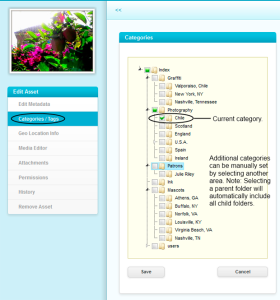 <<
Categories
Index
Graffiti
Valparaiso, Chile
New York, NY
Nashville, Tennessee
Photography
Chile
Scotland
England
U.S.A.
Spain
Ireland
Patrons
Julie Riley
Ink
Mascots
Athens, GA
Buffalo, NY
Norfolk, VA
Louisville, KY
Virginia Beach, VA
Nashville, TN
users
Current category.
Additional categories
can be manually set
by selecting another
area. Note: Selecting
a parent folder will
automatically include
all child folders.
Save
Cancel
Edit Asset
Edit Metadata
Categories / Tags
Geo Location Info
Media Editor
Attachments
Permissions
History
Remove Asset